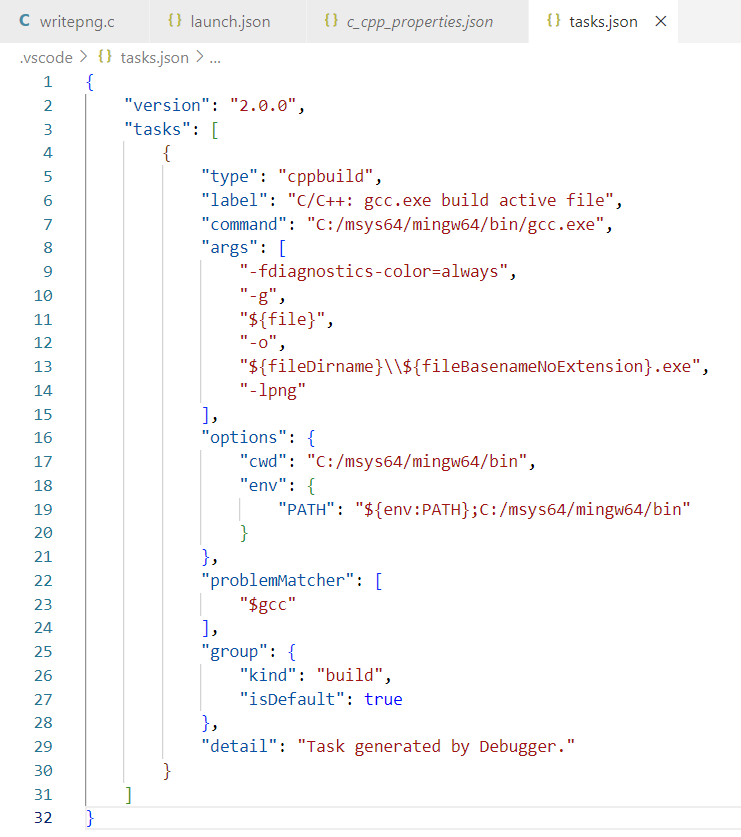 C writepng.c {} launch.json {} c_cpp_properties.json {} tasks.json ×
.vscode > {} tasks.json > ...
1 {
2     "version": "2.0.0",
3     "tasks": [
4         {
5             "type": "cppbuild",
6             "label": "C/C++: gcc.exe build active file",
7             "command": "C:/msys64/mingw64/bin/gcc.exe",
8             "args": [
9                 "-fdiagnostics-color=always",
10                 "-g",
11                 "${file}",
12                 "-o",
13                 "${fileDirname}\\${fileBasenameNoExtension}.exe",
14                 "-lpng"
15             ],
16             "options": {
17                 "cwd": "C:/msys64/mingw64/bin",
18                 "env": {
19                     "PATH": "${env:PATH};C:/msys64/mingw64/bin"
20                 }
21             },
22             "problemMatcher": [
23                 "$gcc"
24             ],
25             "group": {
26                 "kind": "build",
27                 "isDefault": true
28             },
29             "detail": "Task generated by Debugger."
30         }
31     ]
32 }